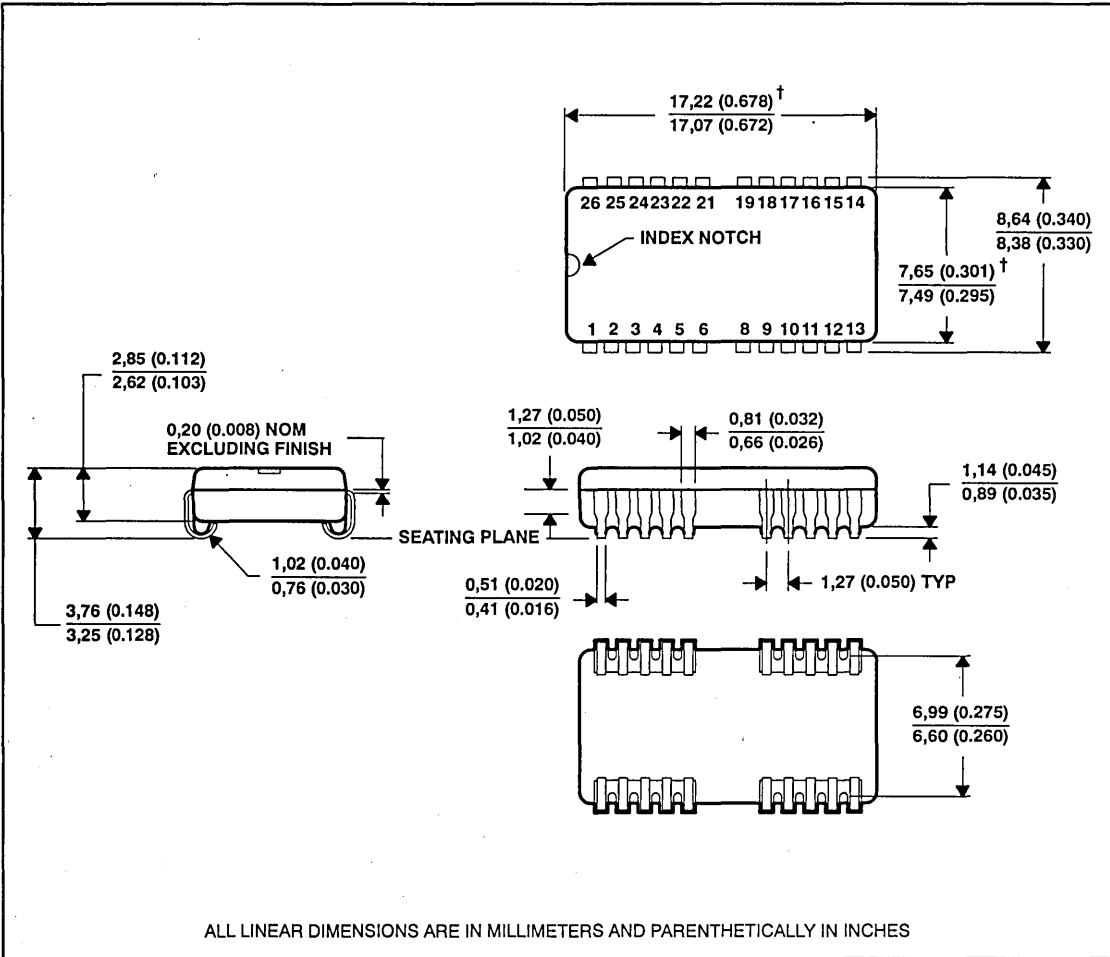 17,22 (0.678) †
17,07 (0.672)
26 25 24 23 22 21 19 18 17 16 15 14
INDEX NOTCH
8,64 (0.340)
8,38 (0.330)
7,65 (0.301) †
7,49 (0.295)
1 2 3 4 5 6 8 9 10 11 12 13
2,85 (0.112)
2,62 (0.103)
0,20 (0.008) NOM
EXCLUDING FINISH
1,27 (0.050)
1,02 (0.040)
0,81 (0.032)
0,66 (0.026)
1,14 (0.045)
0,89 (0.035)
SEATING PLANE
1,02 (0.040)
0,76 (0.030)
0,51 (0.020)
0,41 (0.016)
1,27 (0.050) TYP
3,76 (0.148)
3,25 (0.128)
6,99 (0.275)
6,60 (0.260)
ALL LINEAR DIMENSIONS ARE IN MILLIMETERS AND PARENTHETICALLY IN INCHES